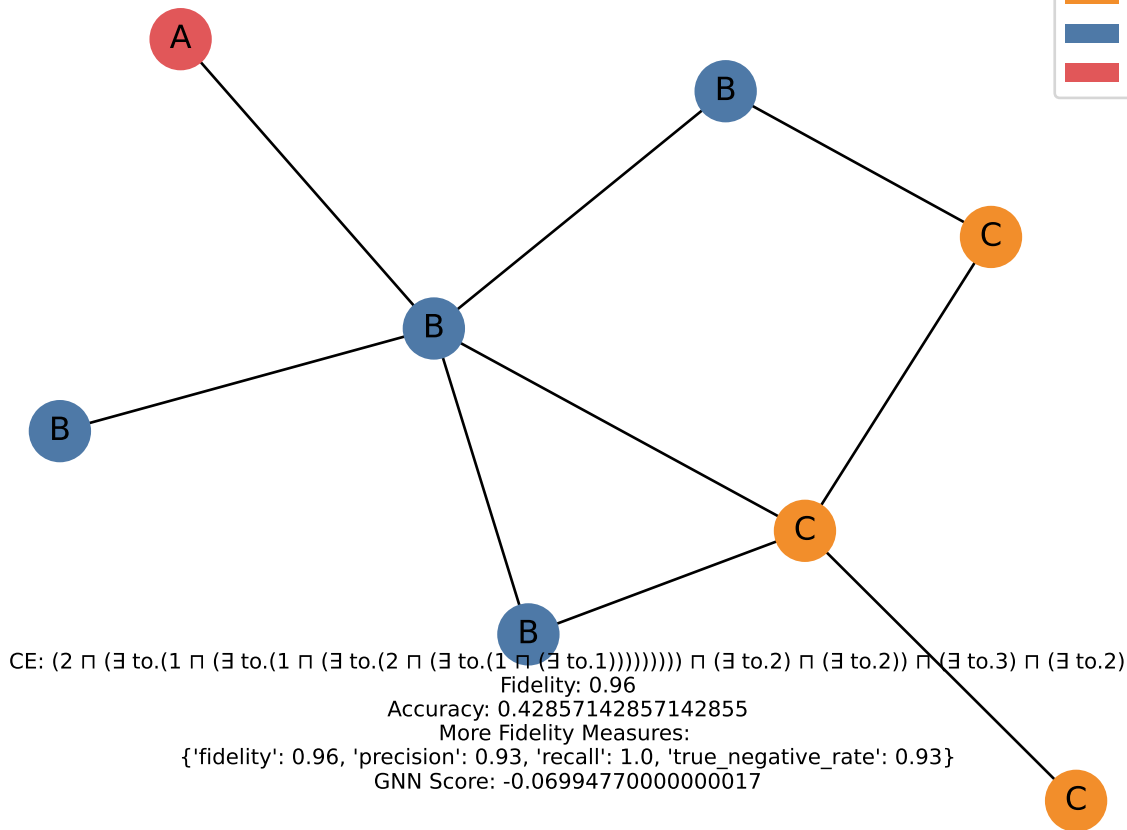 A
B
C
B
B
C
B
CE: (2 ⊓ (∃ to.(1 ⊓ (∃ to.(1 ⊓ (∃ to.(2 ⊓ (∃ to.(1 ⊓ (∃ to.1))))))))) ⊓ (∃ to.2) ⊓ (∃ to.2)) ⊓ (∃ to.3) ⊓ (∃ to.2)
Fidelity: 0.96
Accuracy: 0.42857142857142855
More Fidelity Measures:
{'fidelity': 0.96, 'precision': 0.93, 'recall': 1.0, 'true_negative_rate': 0.93}
GNN Score: -0.06994770000000017
C